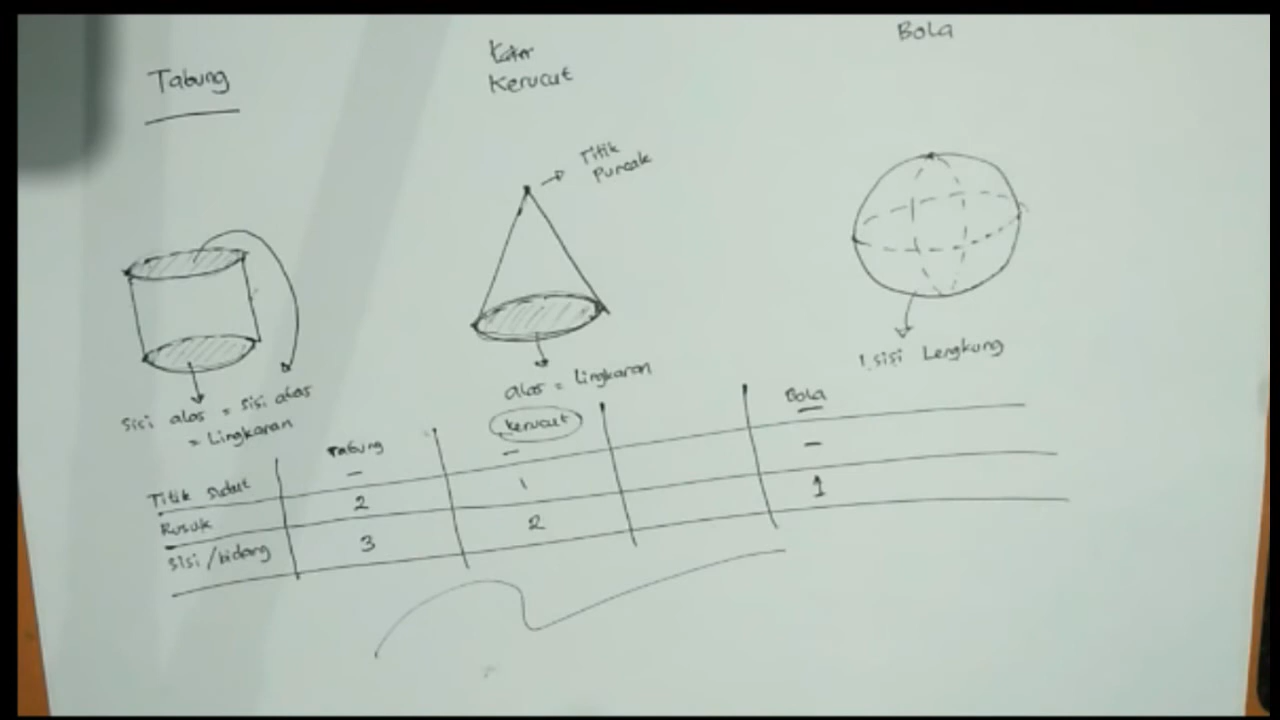 Tabung
Kerucut
Bola
Titik
Puncak
Sisi alas = Sisi atas
= Lingkaran
alas = Lingkaran
1 sisi Lengkung
Tabung
kerucut
Bola
Titik sudut - - -
Rusuk 2 1 -
Sisi/bidang 3 2 1